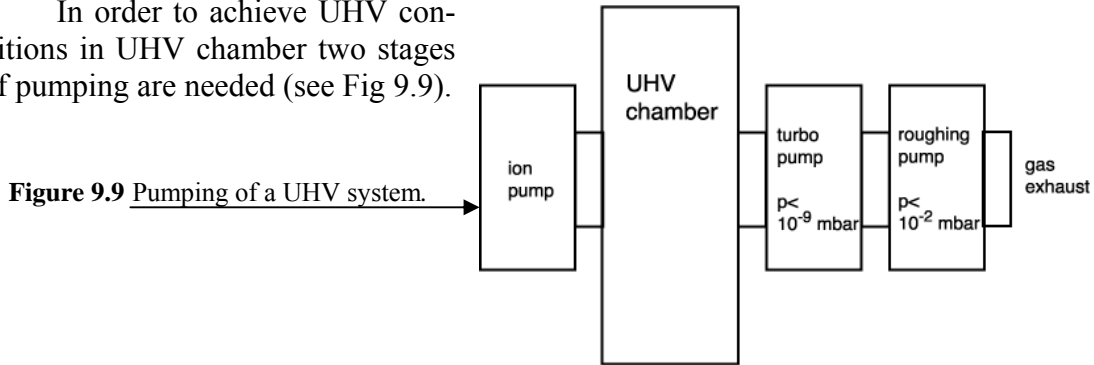 In order to achieve UHV con-
itions in UHV chamber two stages
f pumping are needed (see Fig 9.9).
Figure 9.9 Pumping of a UHV system.
ion
pump
UHV
chamber
turbo
pump
p<
10⁻⁹ mbar
roughing
pump
p<
10⁻² mbar
gas
exhaust